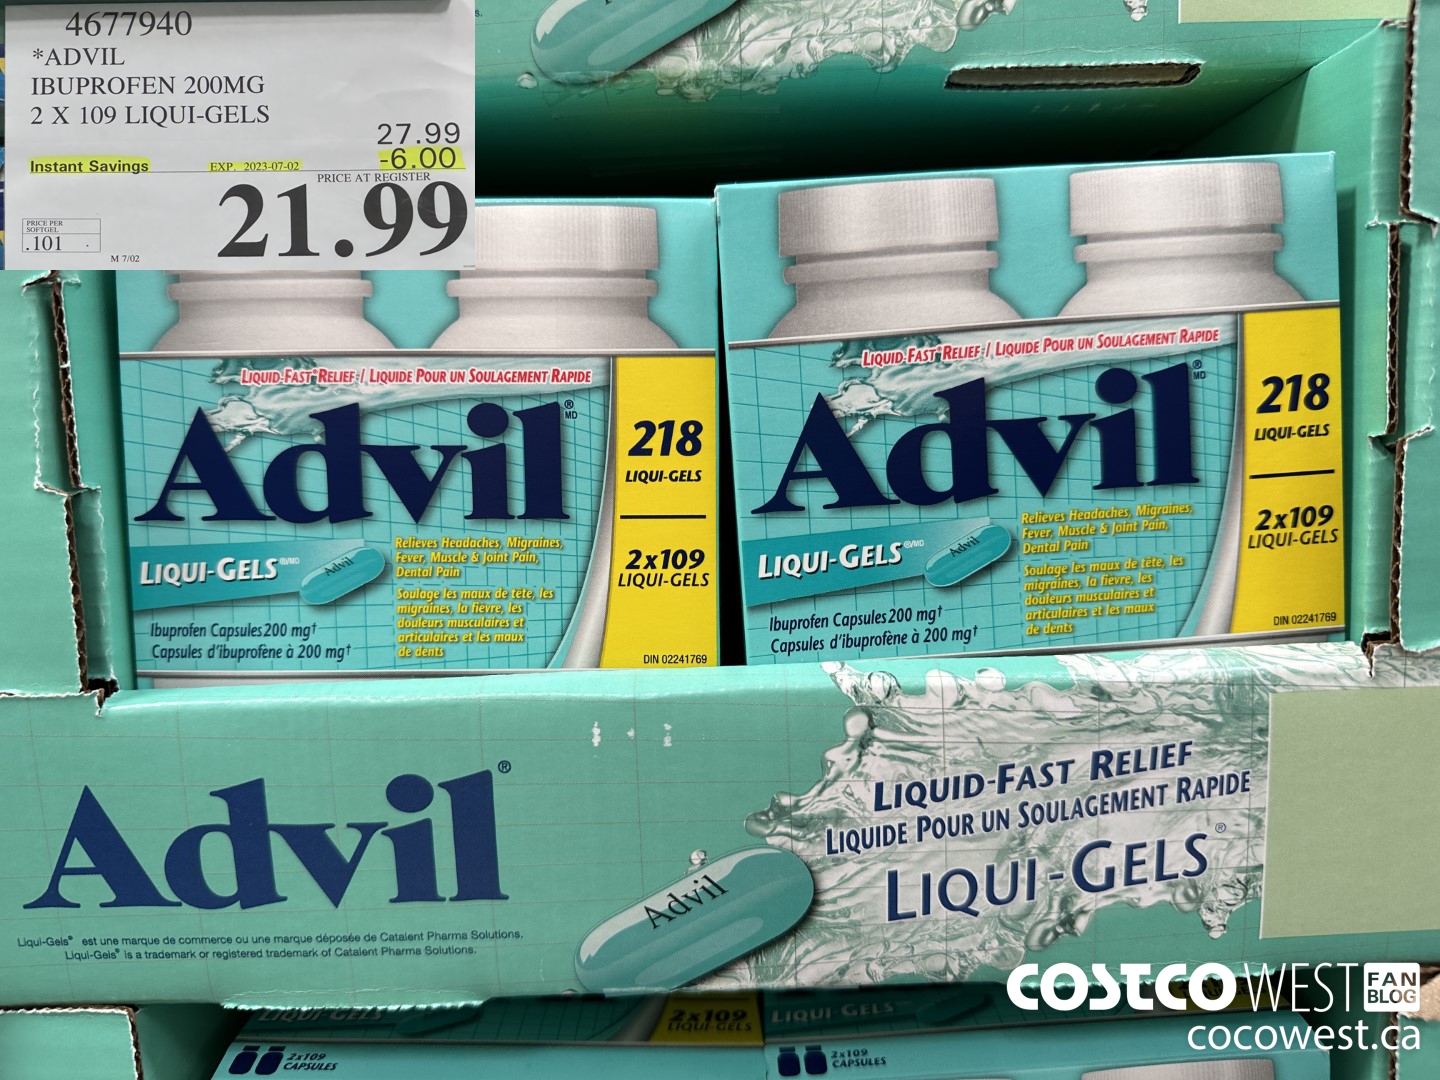 4677940
*ADVIL
IBUPROFEN 200MG
2 X 109 LIQUI-GELS
27.99
Instant Savings EXP. 2023-07-02 -6.00
PRICE AT REGISTER
21.99
PRICE PER
SOFTGEL
.101
M 7/02
LIQUID-FAST RELIEF / LIQUIDE POUR UN SOULAGEMENT RAPIDE
Advil® MD
218
LIQUI-GELS
2x109
LIQUI-GELS
LIQUI-GELS®/MD
Advil
Relieves Headaches, Migraines,
Fever, Muscle & Joint Pain,
Dental Pain
Soulage les maux de tête, les
migraines, la fièvre, les
douleurs musculaires et
articulaires et les maux
de dents
Ibuprofen Capsules 200 mg†
Capsules d'ibuprofène à 200 mg†
DIN 02241769
LIQUID-FAST RELIEF / LIQUIDE POUR UN SOULAGEMENT RAPIDE
Advil® MD
218
LIQUI-GELS
2x109
LIQUI-GELS
LIQUI-GELS®/MD
Advil
Relieves Headaches, Migraines,
Fever, Muscle & Joint Pain,
Dental Pain
Soulage les maux de tête, les
migraines, la fièvre, les
douleurs musculaires et
articulaires et les maux
de dents
Ibuprofen Capsules 200 mg†
Capsules d'ibuprofène à 200 mg†
DIN 02241769
Advil®
Liqui-Gels® est une marque de commerce ou une marque déposée de Catalent Pharma Solutions.
Liqui-Gels® is a trademark or registered trademark of Catalent Pharma Solutions.
Advil
LIQUID-FAST RELIEF
LIQUIDE POUR UN SOULAGEMENT RAPIDE
LIQUI-GELS®
2x109
LIQUI-GELS
LIQUI-GELS
2x109
CAPSULES
2x109
CAPSULES
COSTCO WEST FAN BLOG
cocowest.ca